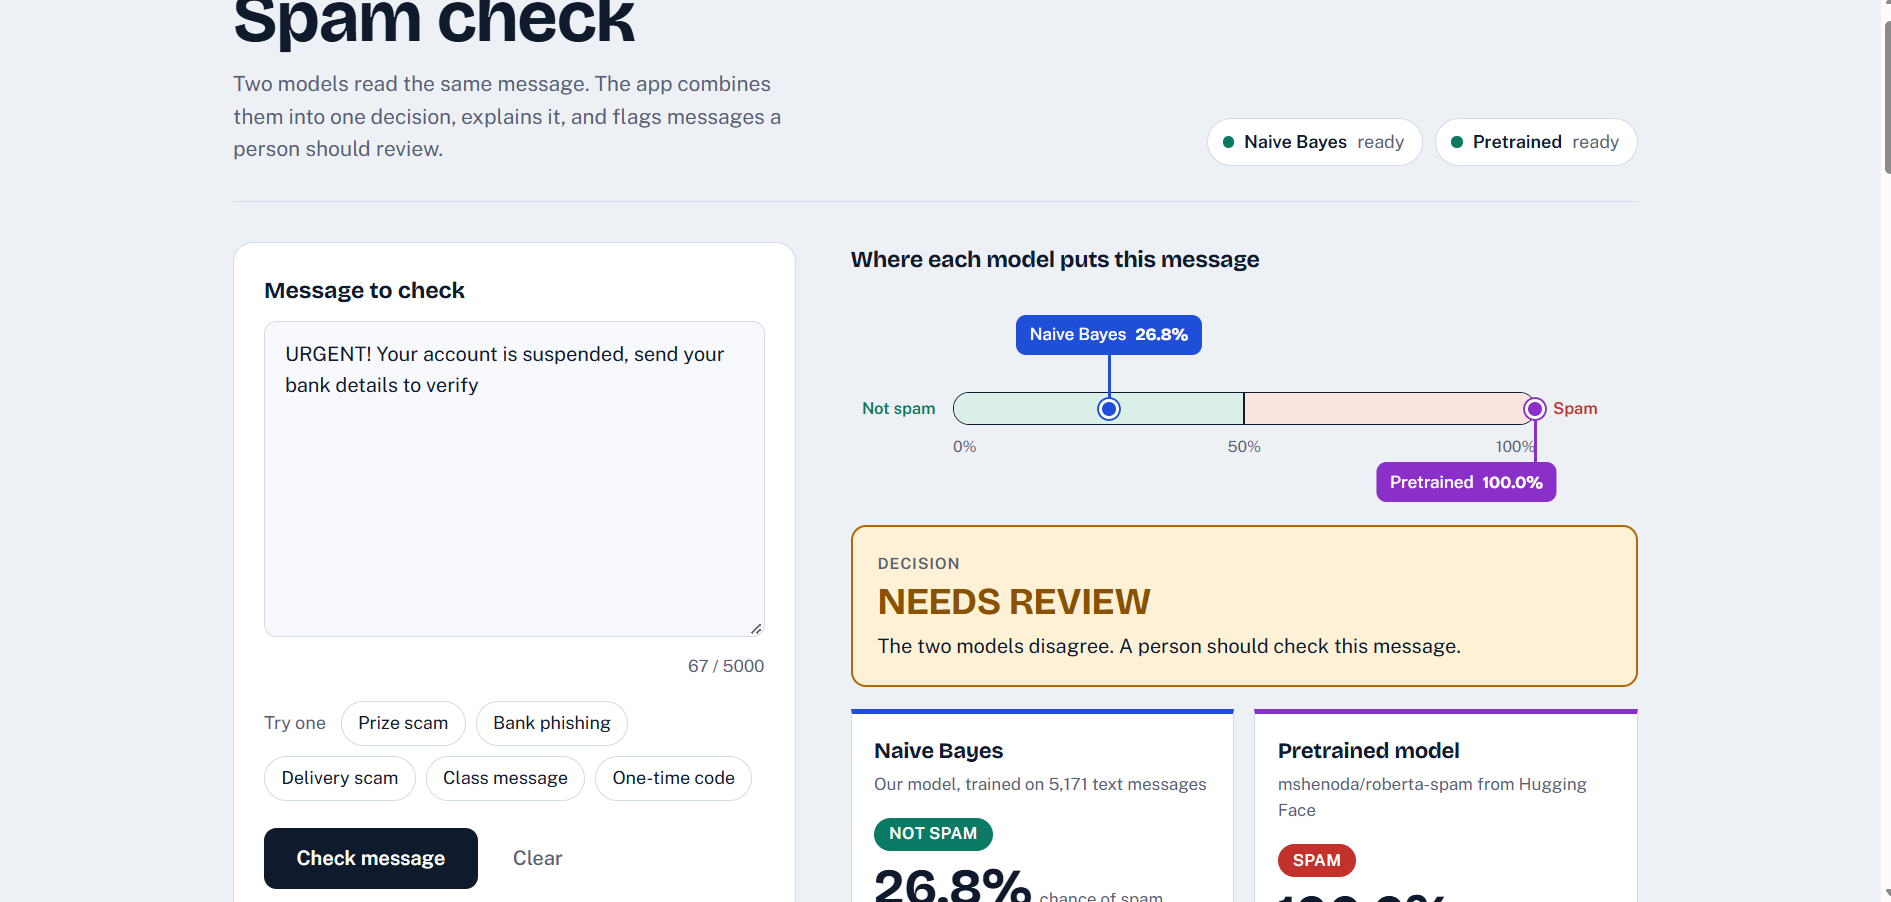 Spam check
Two models read the same message. The app combines
them into one decision, explains it, and flags messages a
person should review.
Naive Bayes ready
Pretrained ready
Message to check
URGENT! Your account is suspended, send your
bank details to verify
67 / 5000
Try one
Prize scam
Bank phishing
Delivery scam
Class message
One-time code
Check message
Clear
Where each model puts this message
Naive Bayes 26.8%
Not spam
Spam
0%
50%
100%
Pretrained 100.0%
DECISION
NEEDS REVIEW
The two models disagree. A person should check this message.
Naive Bayes
Our model, trained on 5,171 text messages
NOT SPAM
26.8% chance of spam
Pretrained model
mshenoda/roberta-spam from Hugging
Face
SPAM
100.0%